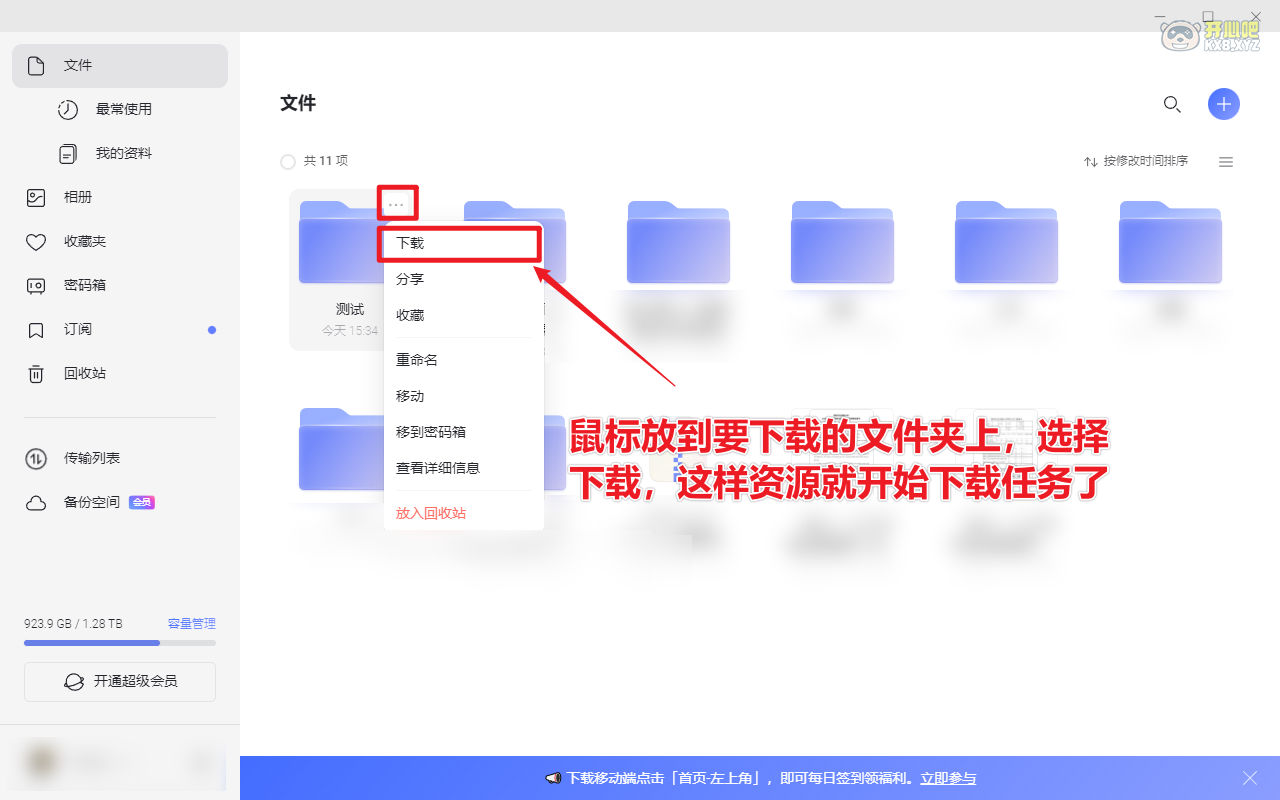 开心吧
KXB.XYZ
文件
最常使用
我的资料
相册
收藏夹
密码箱
订阅
回收站
传输列表
备份空间 会员
923.9 GB / 1.28 TB 容量管理
开通超级会员
文件
共 11 项
按修改时间排序
测试
今天 15:34
下载
分享
收藏
重命名
移动
移到密码箱
查看详细信息
放入回收站
鼠标放到要下载的文件夹上，选择
下载，这样资源就开始下载任务了
下载移动端点击「首页-左上角」，即可每日签到领福利。立即参与